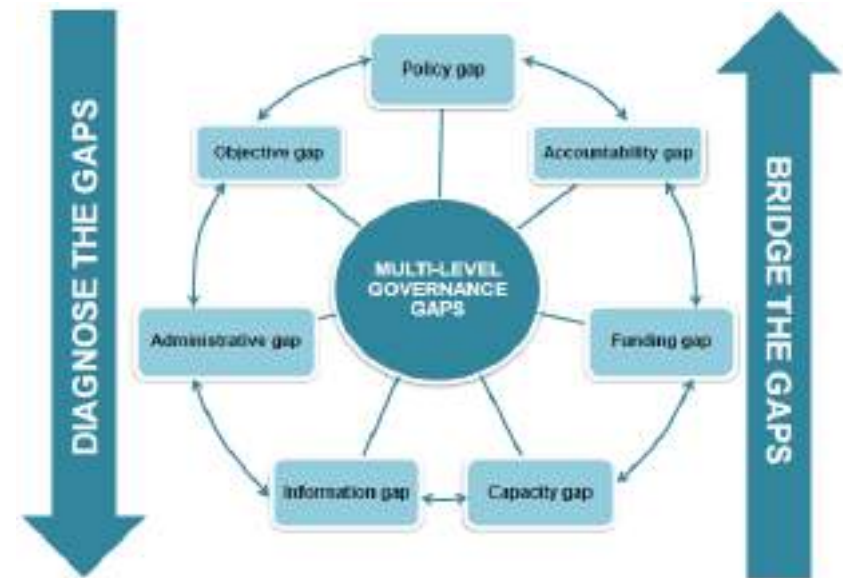 DIAGNOSE THE GAPS
Policy gap
Objective gap
Accountability gap
MULTI-LEVEL
GOVERNANCE
GAPS
Administrative gap
Funding gap
Information gap
Capacity gap
BRIDGE THE GAPS